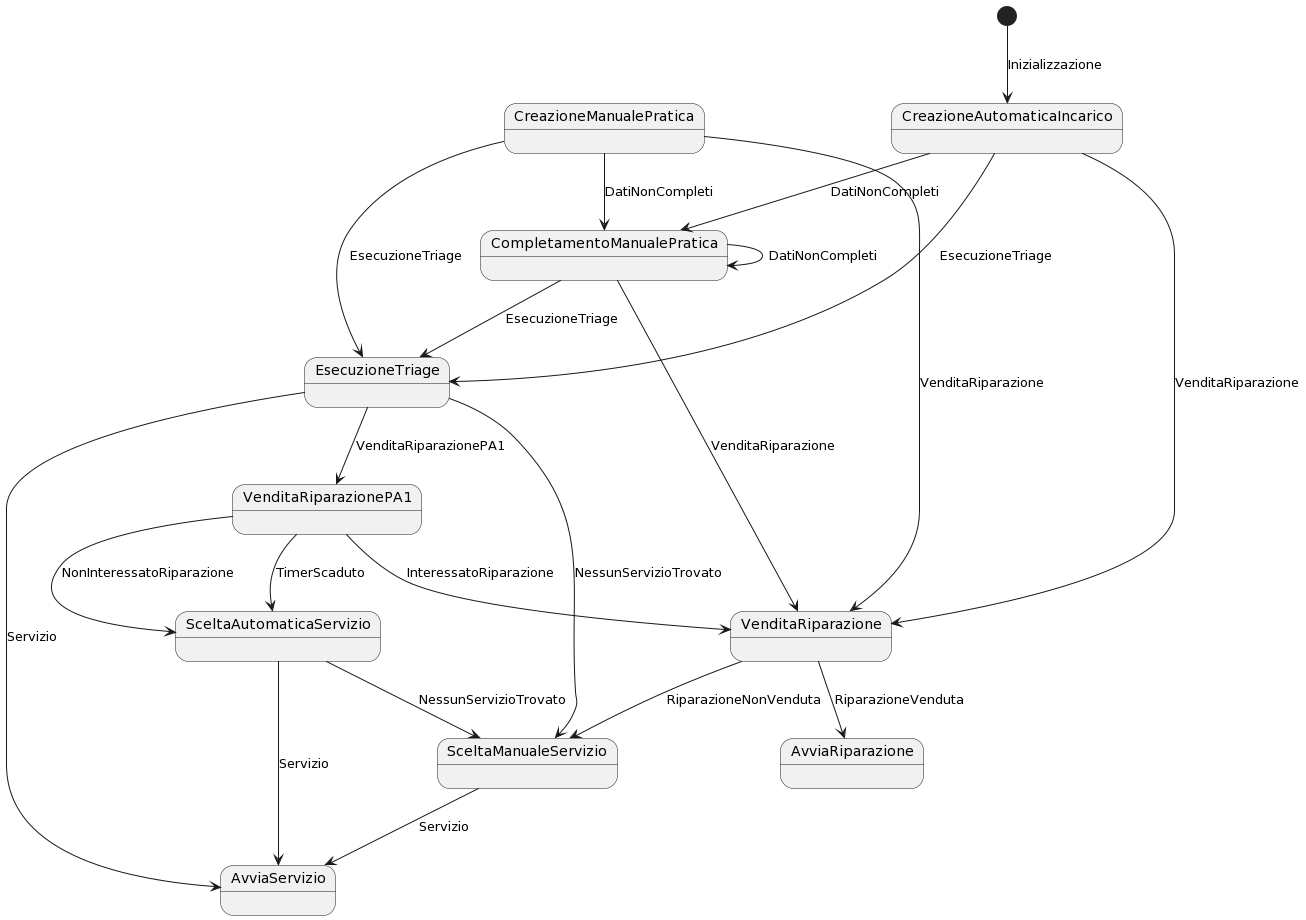 Inizializzazione
CreazioneManualePratica
CreazioneAutomaticaIncarico
DatiNonCompleti
DatiNonCompleti
CompletamentoManualePratica
EsecuzioneTriage
DatiNonCompleti
EsecuzioneTriage
EsecuzioneTriage
EsecuzioneTriage
VenditaRiparazione
VenditaRiparazione
VenditaRiparazionePA1
VenditaRiparazione
VenditaRiparazionePA1
NonInteressatoRiparazione
TimerScaduto
InteressatoRiparazione
NessunServizioTrovato
SceltaAutomaticaServizio
VenditaRiparazione
Servizio
NessunServizioTrovato
RiparazioneNonVenduta
RiparazioneVenduta
SceltaManualeServizio
AvviaRiparazione
Servizio
Servizio
AvviaServizio